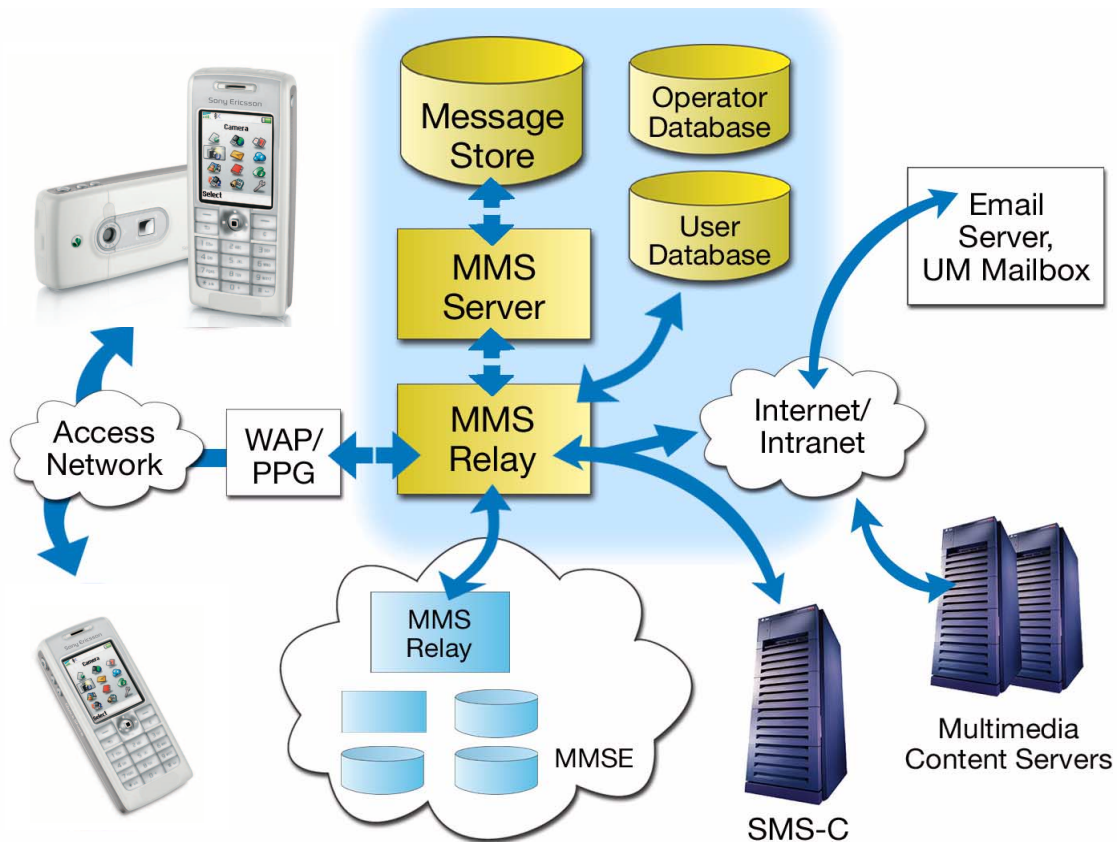 Sony Ericsson
Camera
Select
Message
Store
Operator
Database
User
Database
Email
Server,
UM Mailbox
MMS
Server
MMS
Relay
Access
Network
WAP/
PPG
Internet/
Intranet
MMS
Relay
MMSE
Sony Ericsson
Camera
Select
SMS-C
Multimedia
Content Servers